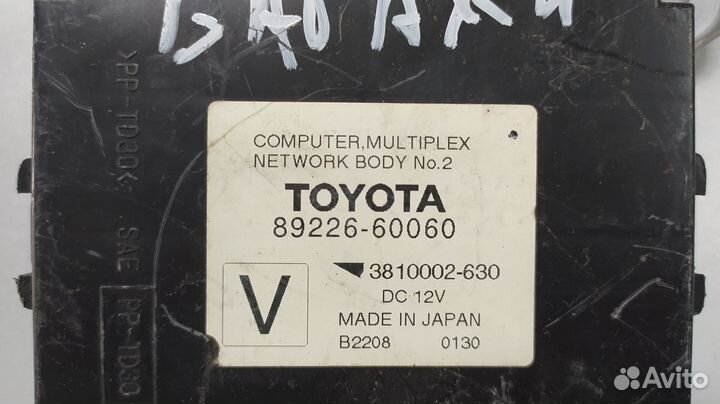 COMPUTER,MULTIPLEX
NETWORK BODY No.2
TOYOTA
89226-60060
3810002-630
V
DC 12V
MADE IN JAPAN
B2208 0130
>PP-TD30<
SAE
PP-TD30
Avito